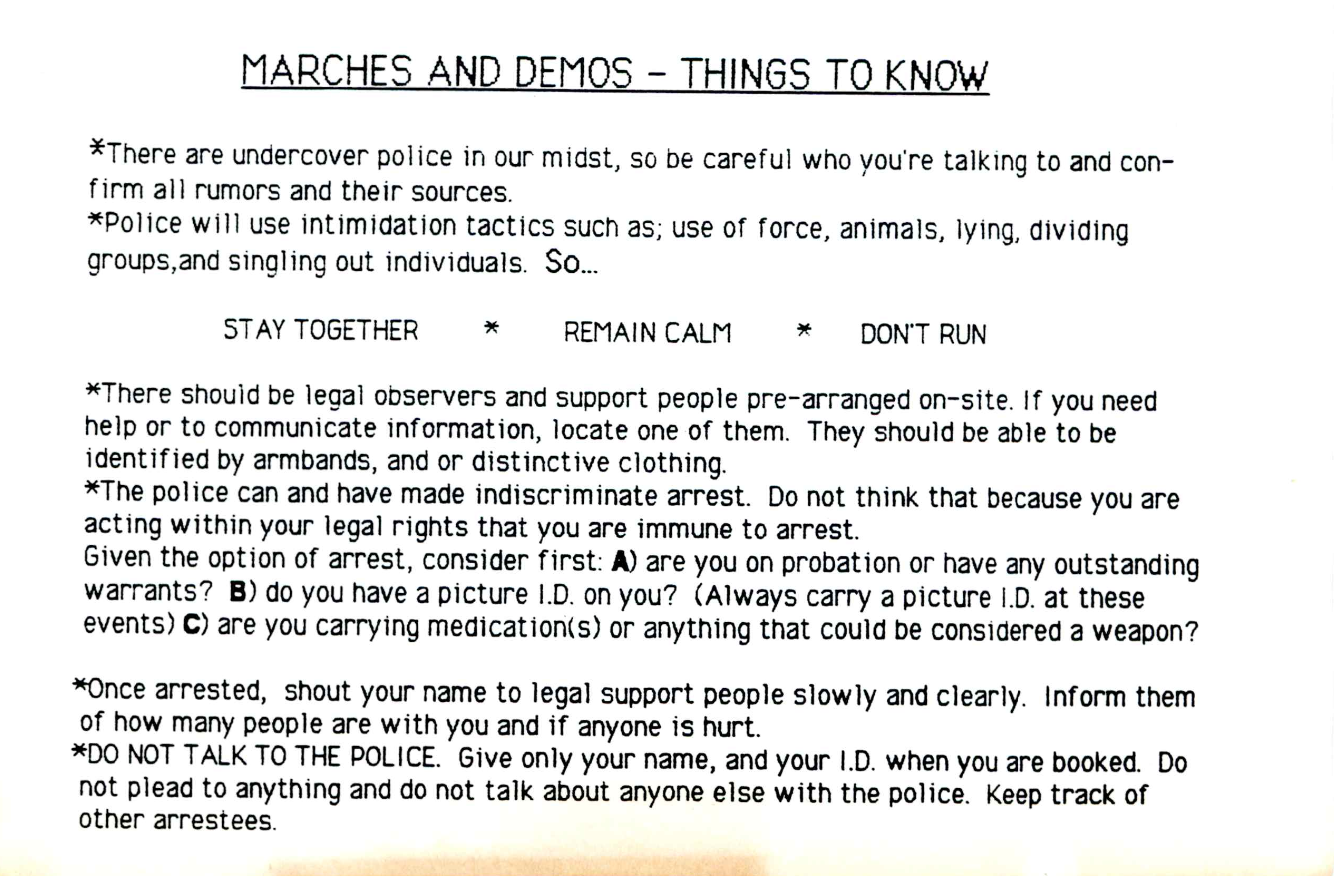 MARCHES AND DEMOS - THINGS TO KNOW
*There are undercover police in our midst, so be careful who you're talking to and con-
firm all rumors and their sources.
*Police will use intimidation tactics such as; use of force, animals, lying, dividing
groups,and singling out individuals. So...
STAY TOGETHER * REMAIN CALM * DON'T RUN
*There should be legal observers and support people pre-arranged on-site. If you need
help or to communicate information, locate one of them. They should be able to be
identified by armbands, and or distinctive clothing.
*The police can and have made indiscriminate arrest. Do not think that because you are
acting within your legal rights that you are immune to arrest.
Given the option of arrest, consider first: A) are you on probation or have any outstanding
warrants? B) do you have a picture I.D. on you? (Always carry a picture I.D. at these
events) C) are you carrying medication(s) or anything that could be considered a weapon?
*Once arrested, shout your name to legal support people slowly and clearly. Inform them
of how many people are with you and if anyone is hurt.
*DO NOT TALK TO THE POLICE. Give only your name, and your I.D. when you are booked. Do
not plead to anything and do not talk about anyone else with the police. Keep track of
other arrestees.